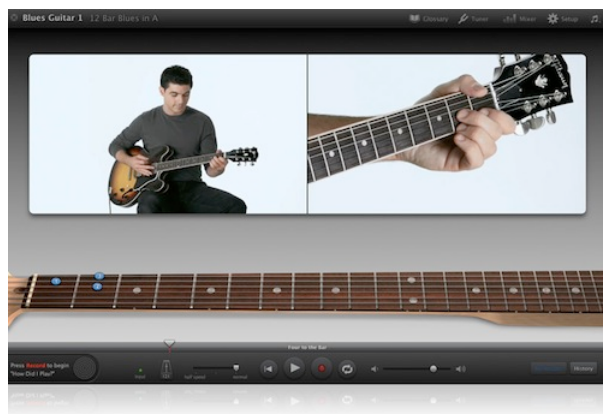 Blues Guitar 1 12 Bar Blues in A
Glossary Tuner Mixer Setup
Four to the bar
Press Record to begin
"How Did I Play?"
input
half speed
normal
History